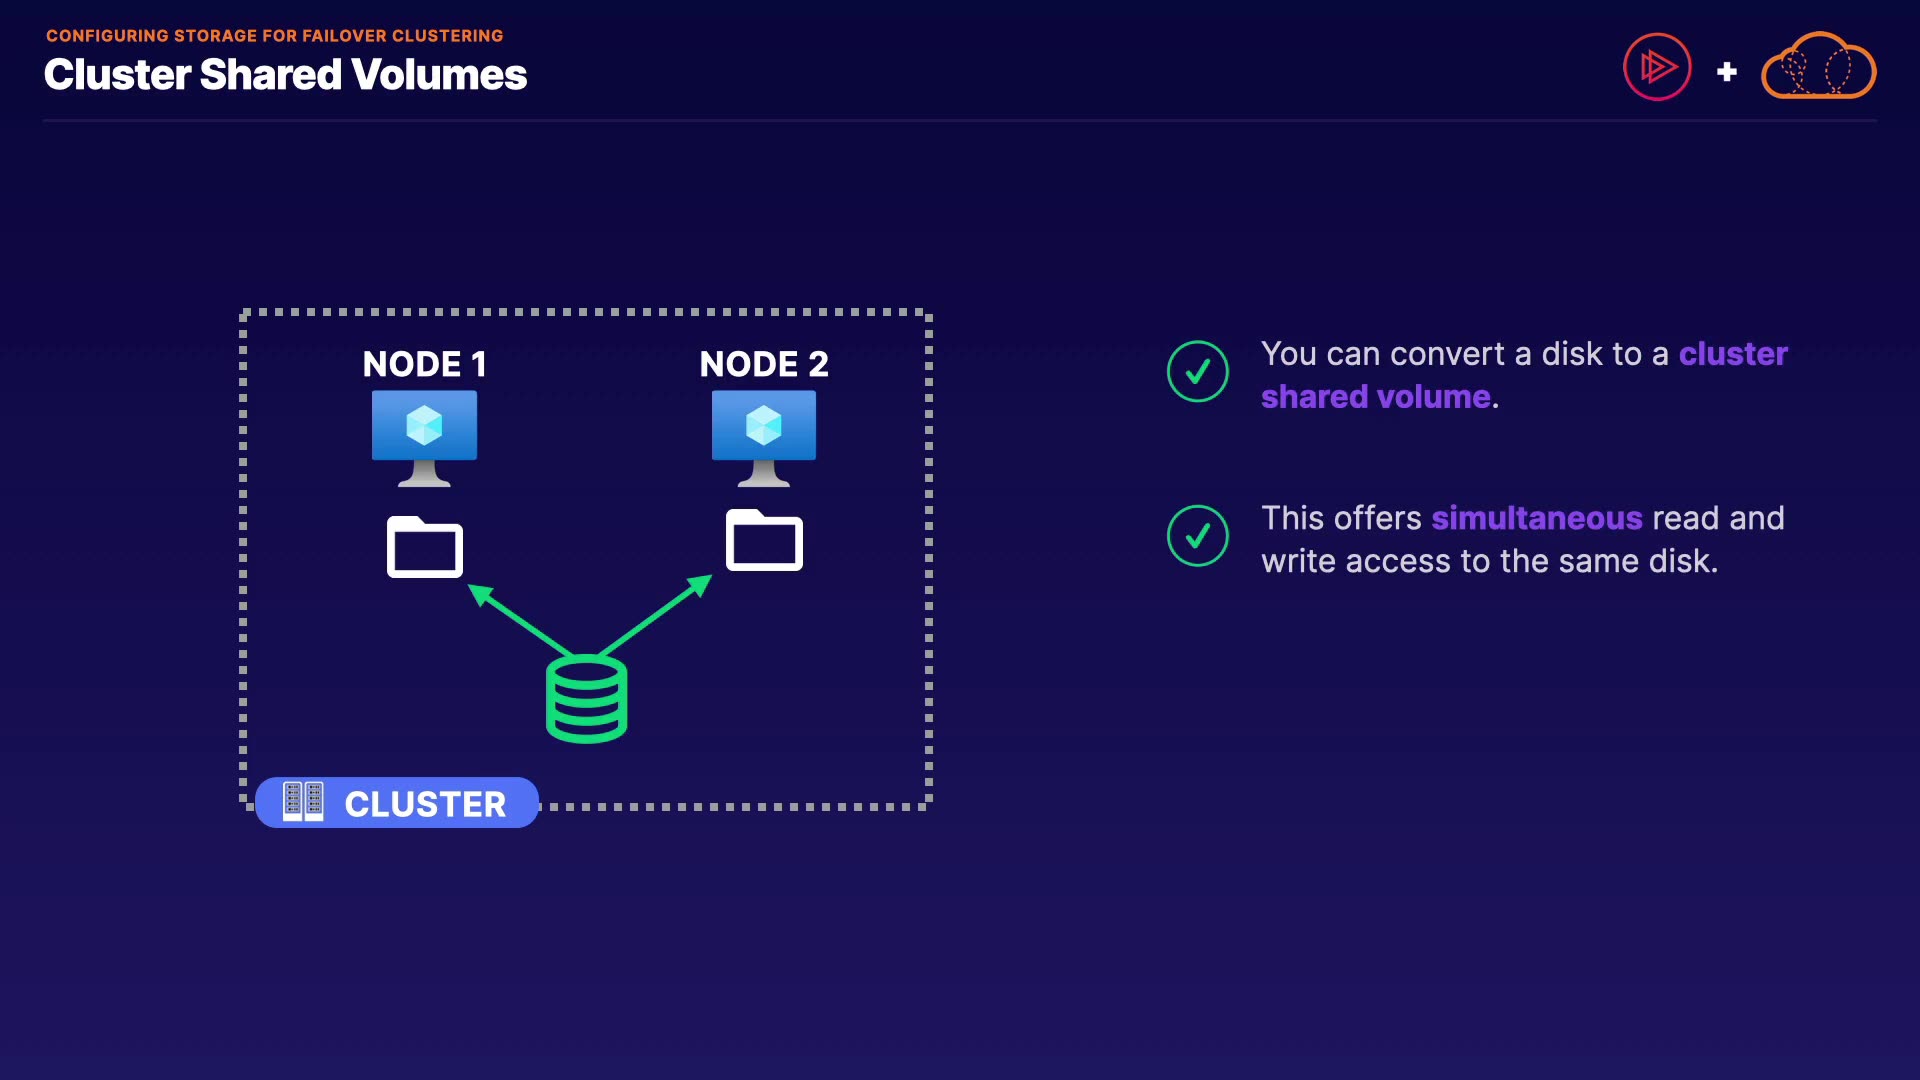 CONFIGURING STORAGE FOR FAILOVER CLUSTERING
Cluster Shared Volumes
NODE 1
NODE 2
CLUSTER
You can convert a disk to a cluster
shared volume.
This offers simultaneous read and
write access to the same disk.